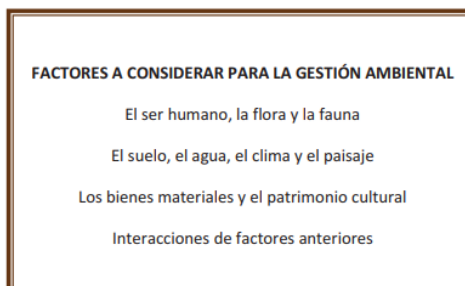 FACTORES A CONSIDERAR PARA LA GESTIÓN AMBIENTAL
El ser humano, la flora y la fauna
El suelo, el agua, el clima y el paisaje
Los bienes materiales y el patrimonio cultural
Interacciones de factores anteriores